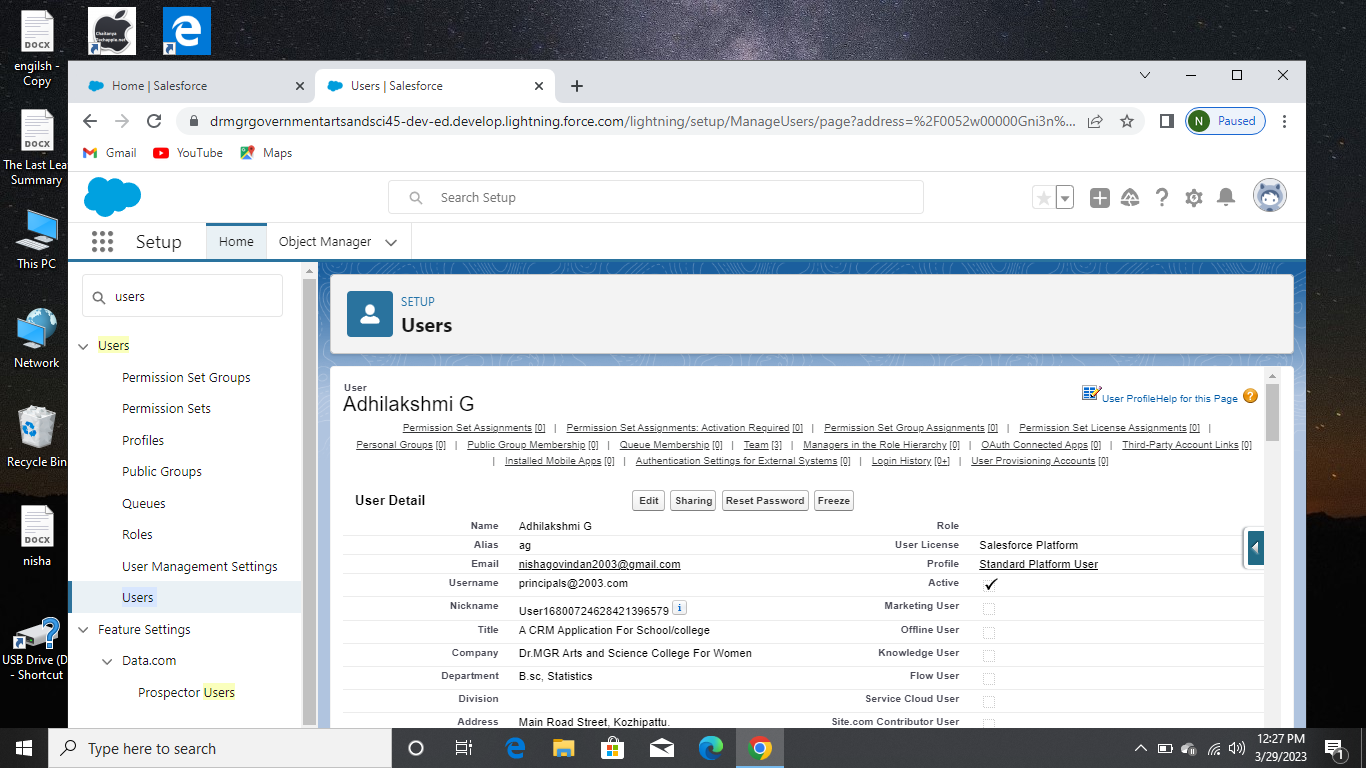 engilsh - Copy
Chaitanya
Techappia.net
The Last Lea
Summary
This PC
Network
Recycle Bin
nisha
USB Drive (D
- Shortcut
Home | Salesforce
Users | Salesforce
drmgrgovernmentartsandsci45-dev-ed.develop.lightning.force.com/lightning/setup/ManageUsers/page?address=%2F0052w00000Gni3n%...
N Paused
Gmail YouTube Maps
Search Setup
Setup Home Object Manager
users
Users
Permission Set Groups
Permission Sets
Profiles
Public Groups
Queues
Roles
User Management Settings
Users
Feature Settings
Data.com
Prospector Users
SETUP
Users
User
Adhilakshmi G
User Profile Help for this Page ?
Permission Set Assignments [0] | Permission Set Assignments: Activation Required [0] | Permission Set Group Assignments [0] | Permission Set License Assignments [0] |
Personal Groups [0] | Public Group Membership [0] | Queue Membership [0] | Team [3] | Managers in the Role Hierarchy [0] | OAuth Connected Apps [0] | Third-Party Account Links [0]
| Installed Mobile Apps [0] | Authentication Settings for External Systems [0] | Login History [0+] | User Provisioning Accounts [0]
User Detail Edit Sharing Reset Password Freeze
Name Adhilakshmi G Role
Alias ag User License Salesforce Platform
Email nishagovindan2003@gmail.com Profile Standard Platform User
Username principals@2003.com Active
Nickname User16800724628421396579 i Marketing User
Title A CRM Application For School/college Offline User
Company Dr.MGR Arts and Science College For Women Knowledge User
Department B.sc, Statistics Flow User
Division Service Cloud User
Address Main Road Street, Kozhipattu, Site.com Contributor User
Type here to search
12:27 PM
3/29/2023
1